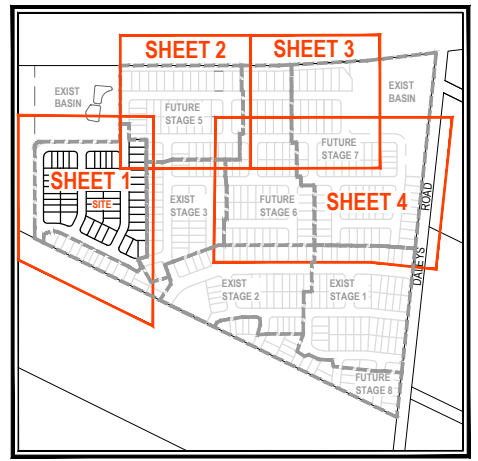 SHEET 2
SHEET 3
EXIST
BASIN
EXIST
BASIN
FUTURE
STAGE 5
FUTURE
STAGE 7
SHEET 1
SITE
EXIST
STAGE 3
FUTURE
STAGE 6
SHEET 4
DALEYS ROAD
EXIST
STAGE 2
EXIST
STAGE 1
FUTURE
STAGE 8